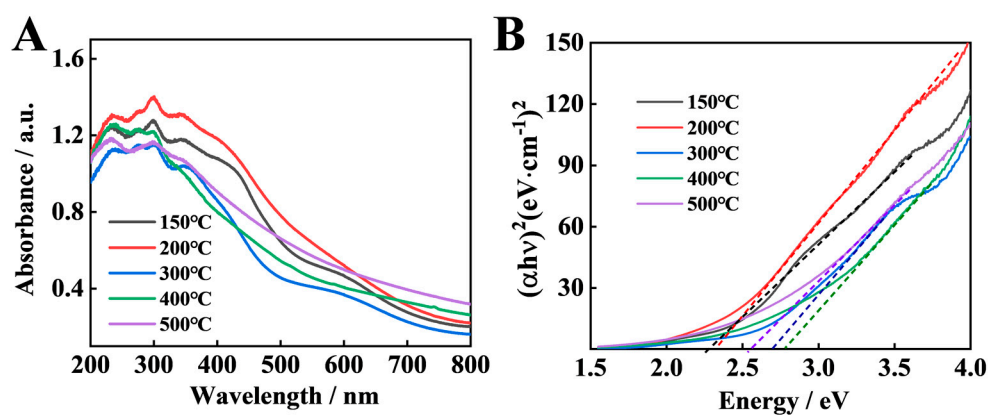 A
Absorbance / a.u.
1.6
1.2
0.8
0.4
150℃
200℃
300℃
400℃
500℃
200 300 400 500 600 700 800
Wavelength / nm
B
(αhν)²(eV·cm⁻¹)²
150
120
90
60
30
150℃
200℃
300℃
400℃
500℃
1.5 2.0 2.5 3.0 3.5 4.0
Energy / eV